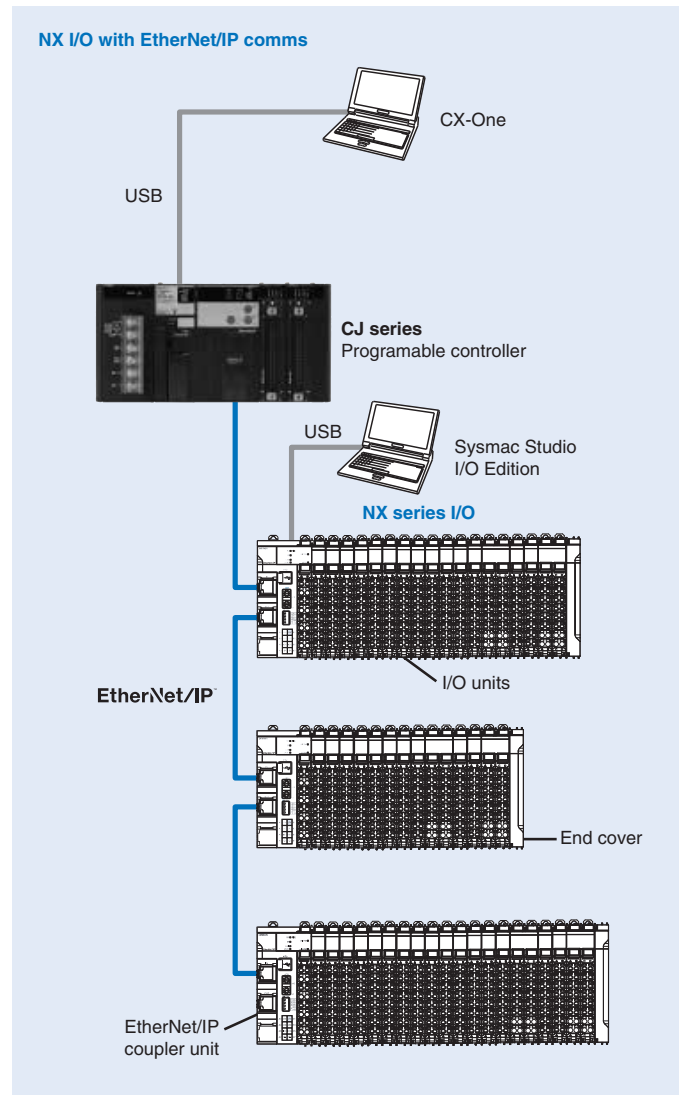 NX I/O with EtherNet/IP comms
CX-One
USB
CJ series
Programable controller
USB
Sysmac Studio
I/O Edition
NX series I/O
I/O units
EtherNet/IP
End cover
EtherNet/IP
coupler unit